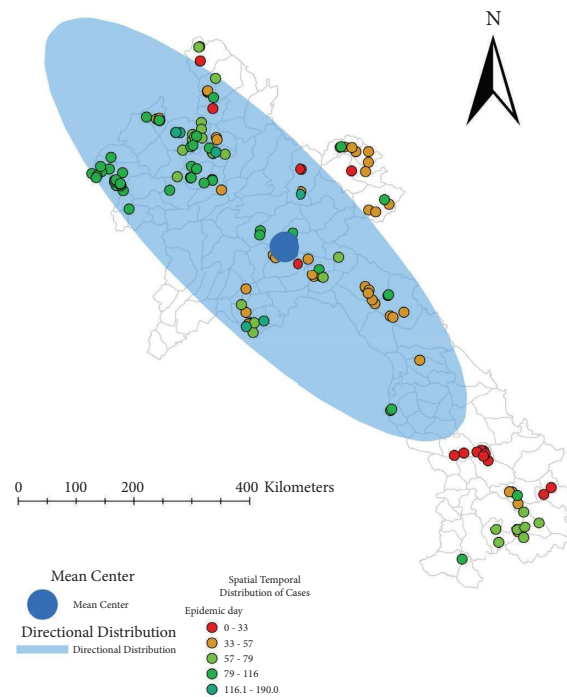 N
0 100 200 400 Kilometers
Mean Center
Mean Center
Directional Distribution
Directional Distribution
Spatial Temporal
Distribution of Cases
Epidemic day
0 - 33
33 - 57
57 - 79
79 - 116
116.1 - 190.0